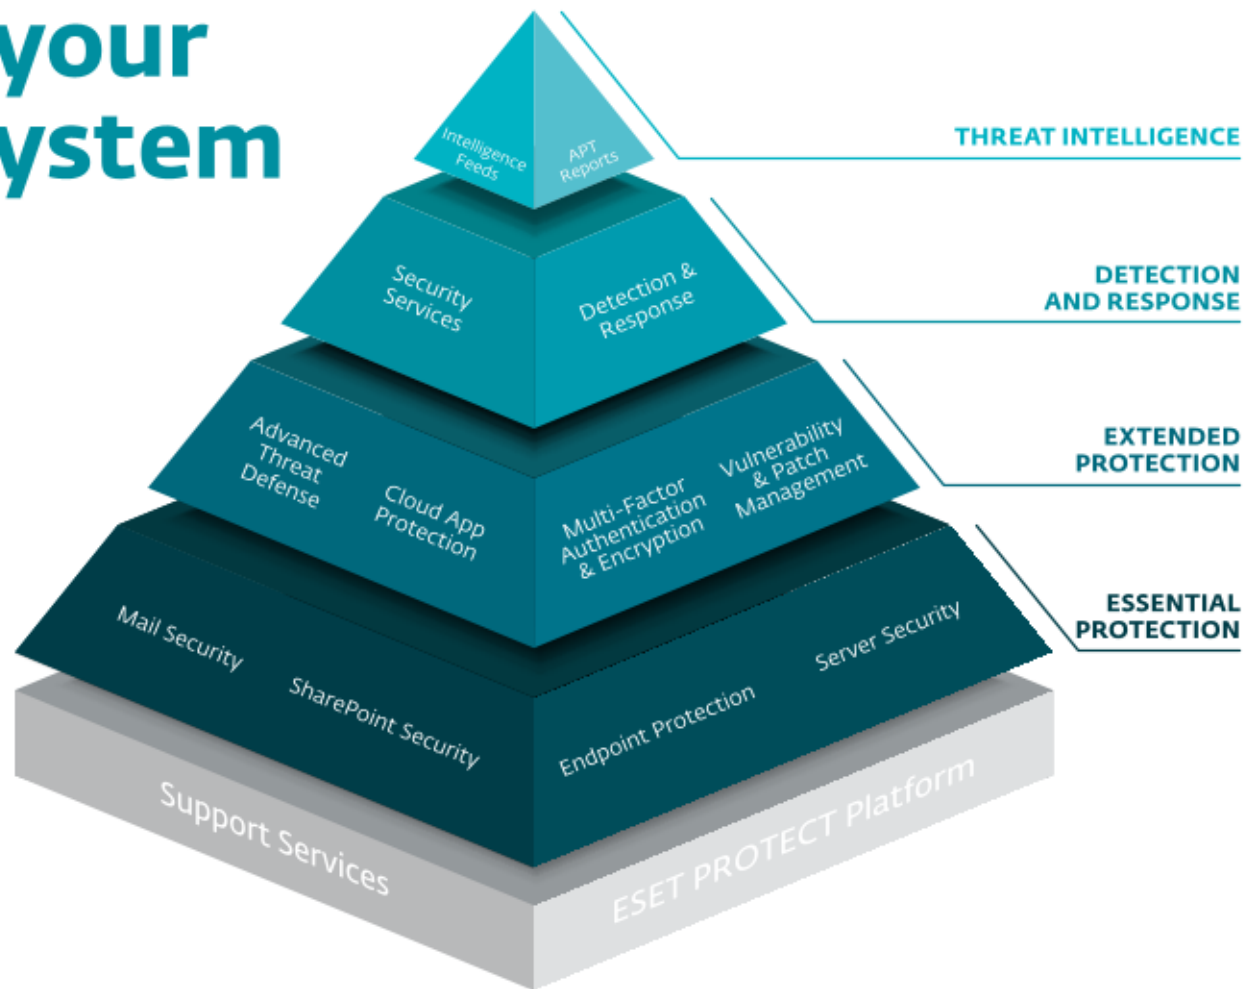 your
ystem
Intelligence
Feeds
APT
Reports
THREAT INTELLIGENCE
Security
Services
Detection &
Response
DETECTION
AND RESPONSE
Advanced
Threat
Defense
Cloud App
Protection
Multi-Factor
Authentication
& Encryption
Vulnerability
& Patch
Management
EXTENDED
PROTECTION
Mail Security
SharePoint Security
Endpoint Protection
Server Security
ESSENTIAL
PROTECTION
Support Services
ESET PROTECT Platform